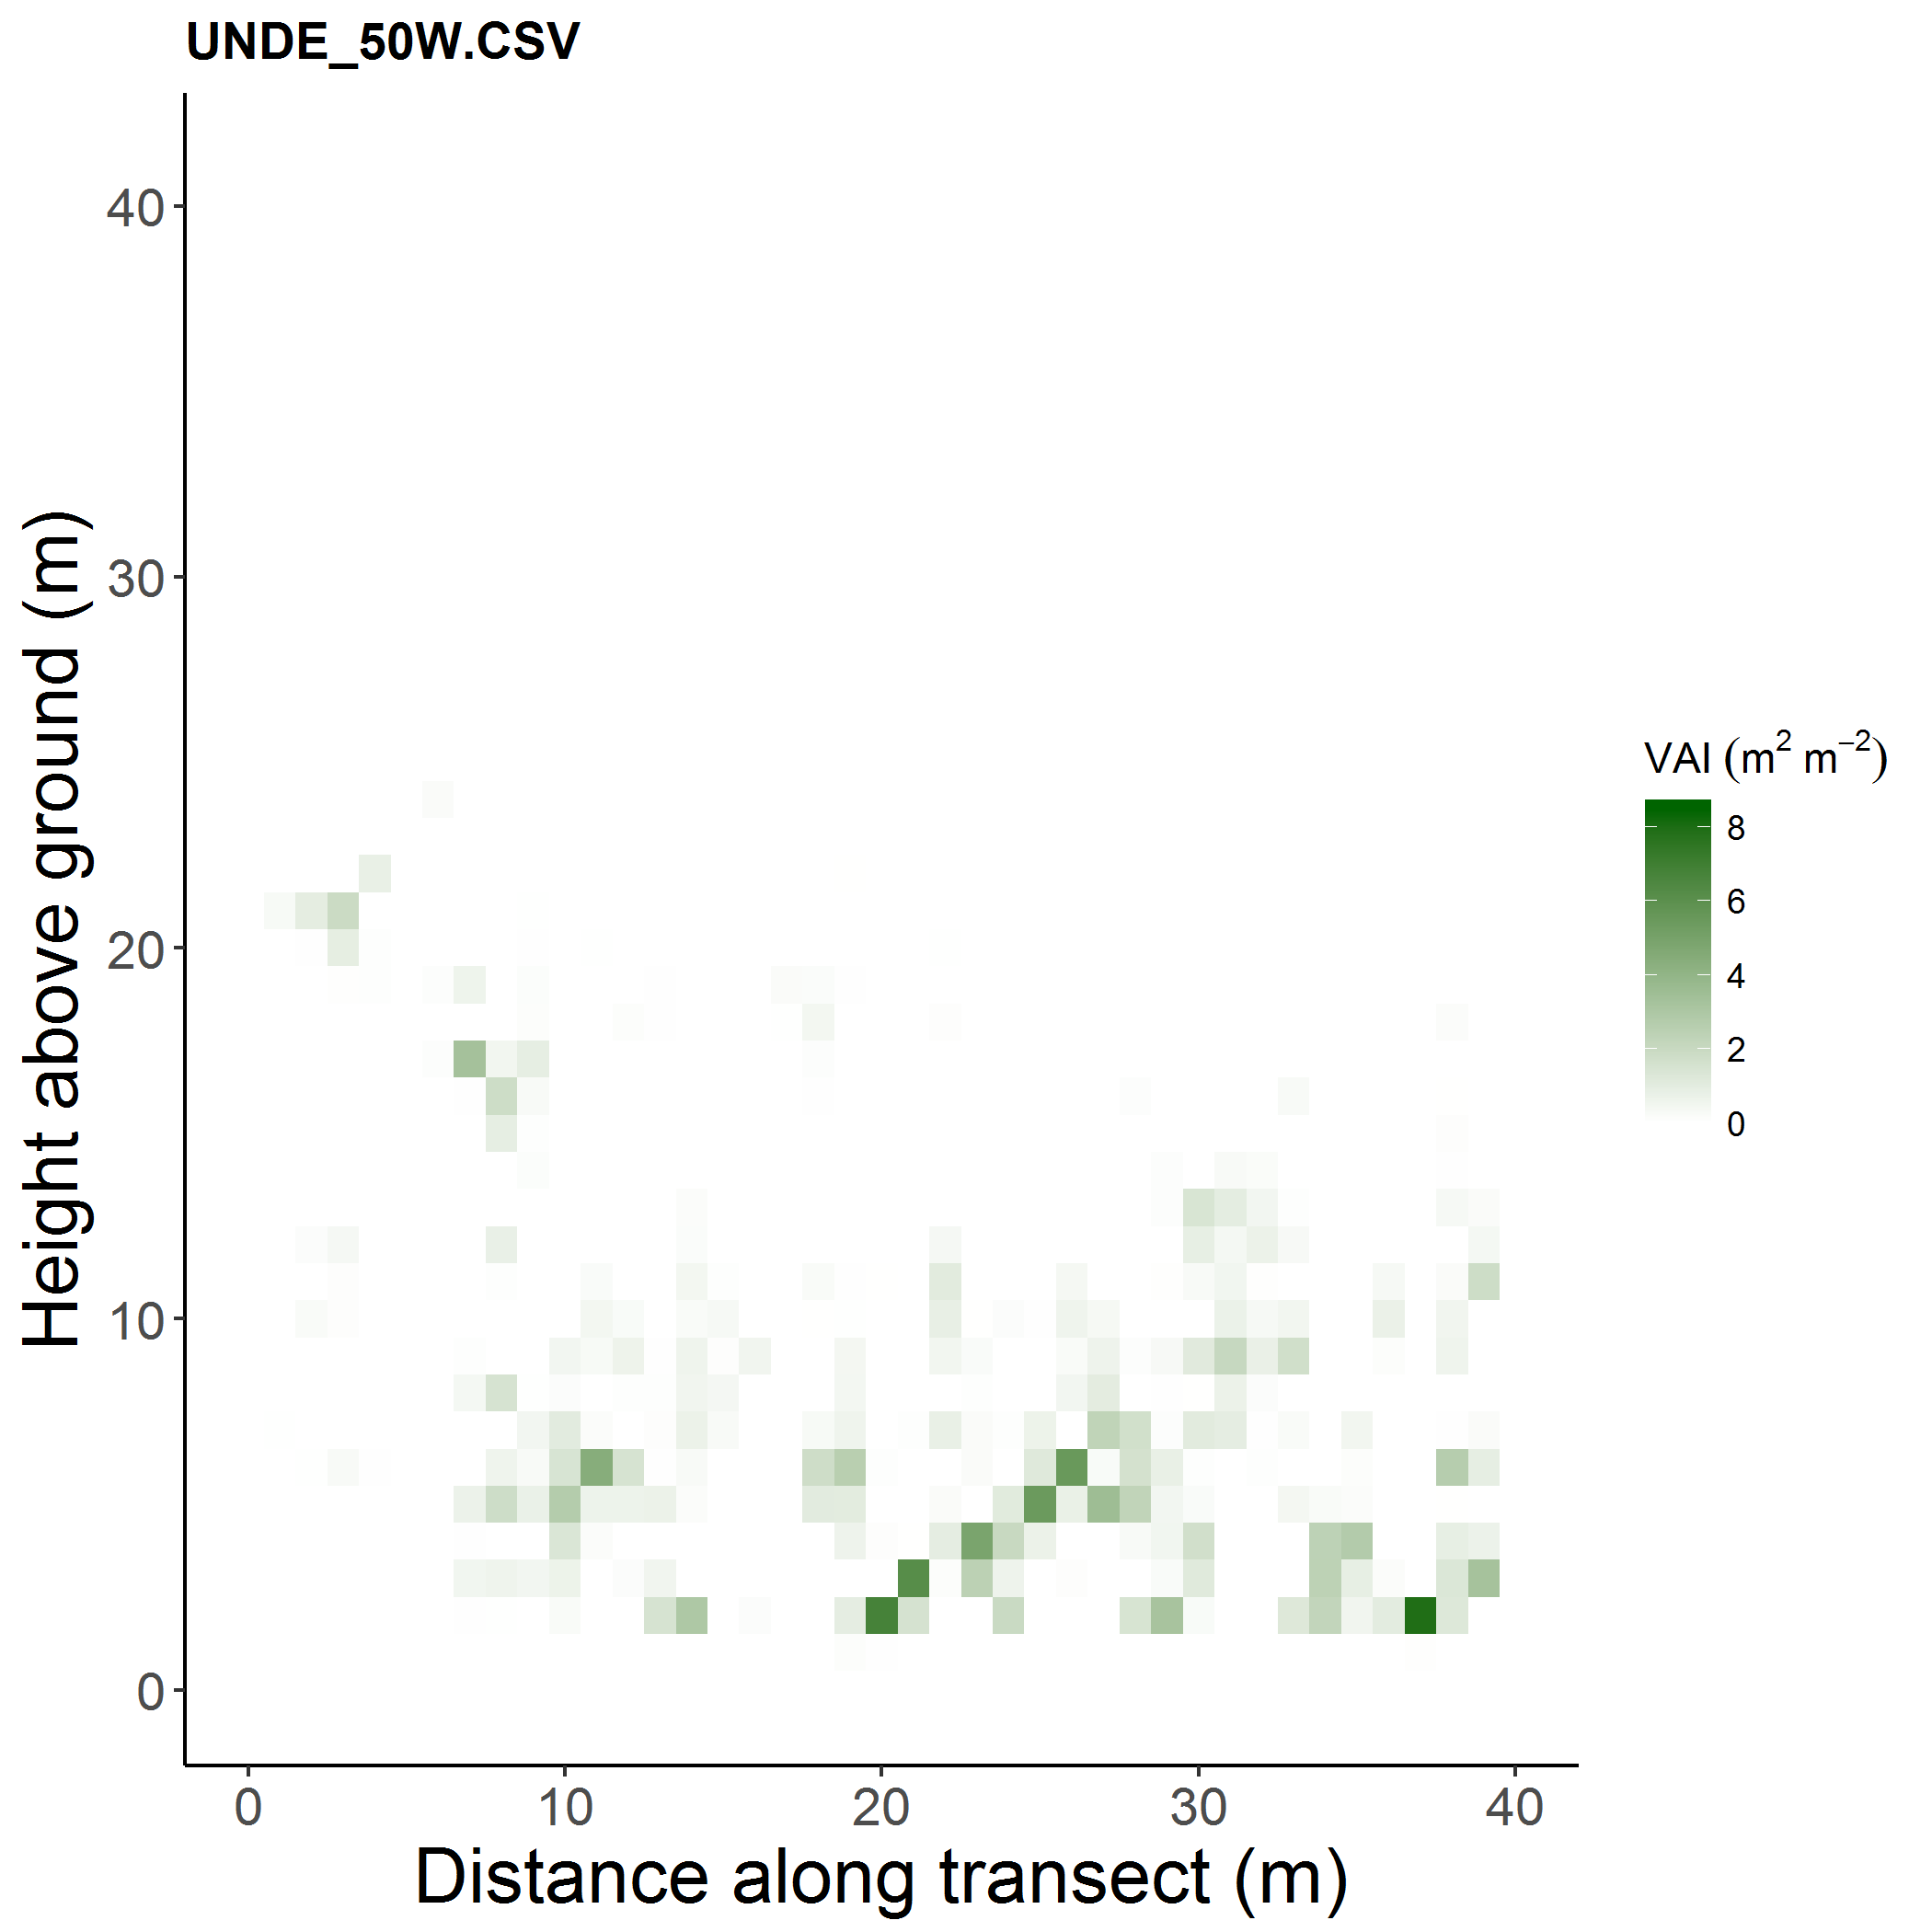 UNDE_50W.CSV
Height above ground (m)
40
30
20
10
0
0 10 20 30 40
Distance along transect (m)
VAI (m² m⁻²)
8
6
4
2
0